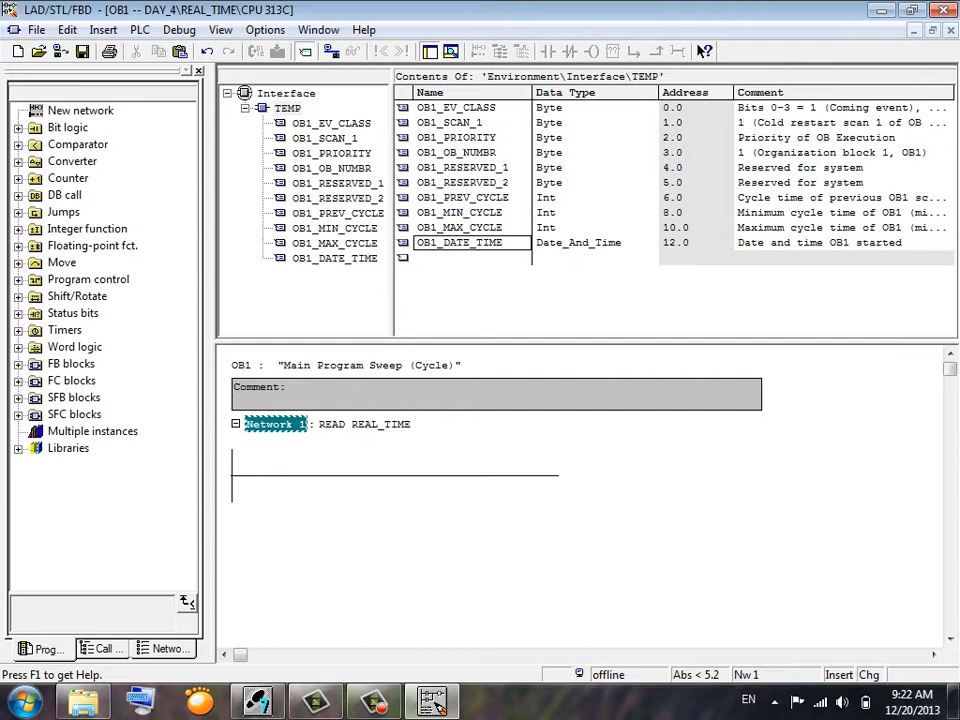 LAD/STL/FBD - [OB1 -- DAY_4\REAL_TIME\CPU 313C]
File Edit Insert PLC Debug View Options Window Help
New network
Bit logic
Comparator
Converter
Counter
DB call
Jumps
Integer function
Floating-point fct.
Move
Program control
Shift/Rotate
Status bits
Timers
Word logic
FB blocks
FC blocks
SFB blocks
SFC blocks
Multiple instances
Libraries
Prog... Call ... Netwo...
Interface
TEMP
OB1_EV_CLASS
OB1_SCAN_1
OB1_PRIORITY
OB1_OB_NUMBR
OB1_RESERVED_1
OB1_RESERVED_2
OB1_PREV_CYCLE
OB1_MIN_CYCLE
OB1_MAX_CYCLE
OB1_DATE_TIME
Contents Of: 'Environment\Interface\TEMP'
Name Data Type Address Comment
OB1_EV_CLASS Byte 0.0 Bits 0-3 = 1 (Coming event), ...
OB1_SCAN_1 Byte 1.0 1 (Cold restart scan 1 of OB ...
OB1_PRIORITY Byte 2.0 Priority of OB Execution
OB1_OB_NUMBR Byte 3.0 1 (Organization block 1, OB1)
OB1_RESERVED_1 Byte 4.0 Reserved for system
OB1_RESERVED_2 Byte 5.0 Reserved for system
OB1_PREV_CYCLE Int 6.0 Cycle time of previous OB1 sc...
OB1_MIN_CYCLE Int 8.0 Minimum cycle time of OB1 (mi...
OB1_MAX_CYCLE Int 10.0 Maximum cycle time of OB1 (mi...
OB1_DATE_TIME Date_And_Time 12.0 Date and time OB1 started
OB1 : "Main Program Sweep (Cycle)"
Comment:
Network 1: READ REAL_TIME
Press F1 to get Help.
offline Abs < 5.2 Nw 1 Insert Chg
EN
9:22 AM
12/20/2013